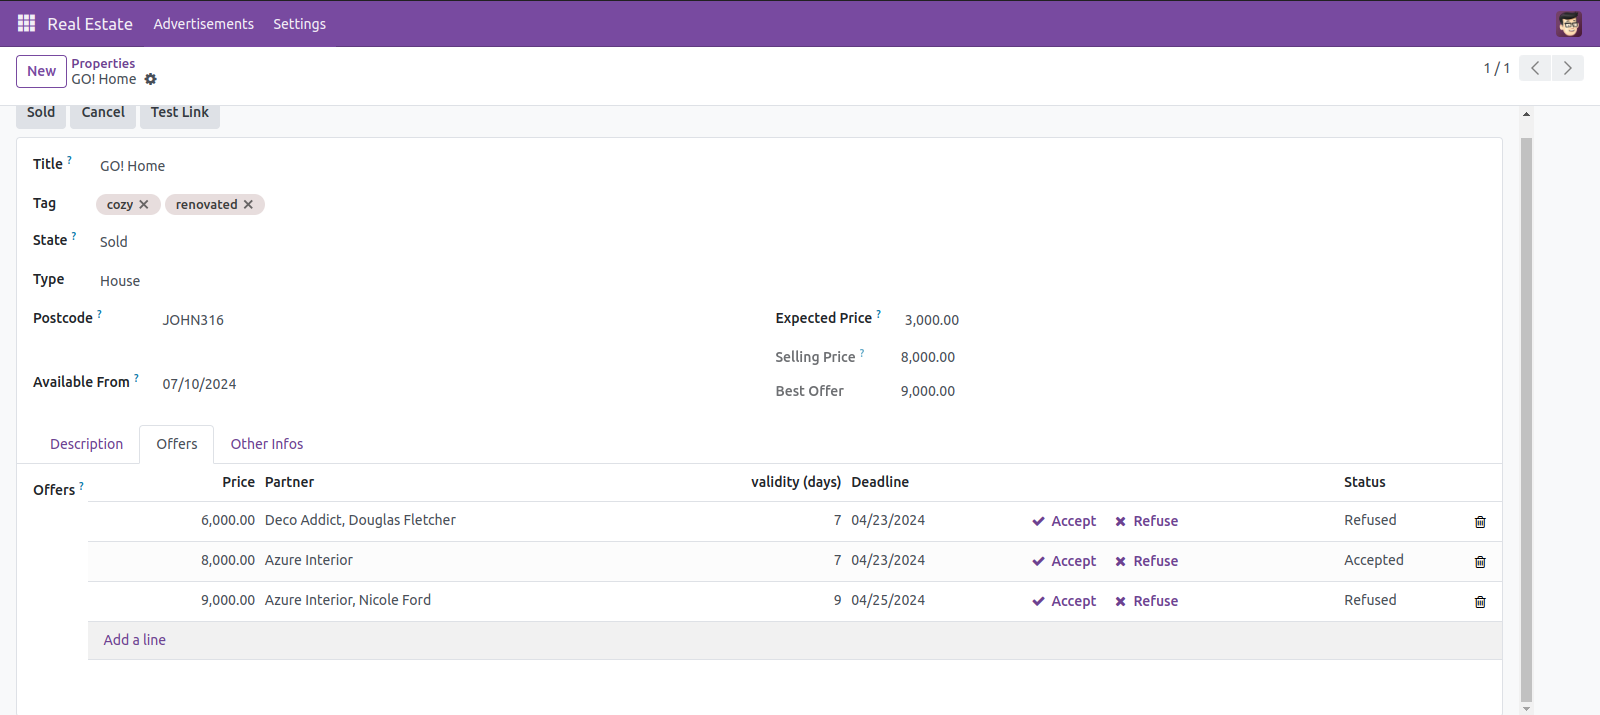 Real Estate Advertisements Settings
New Properties
GO! Home
1 / 1
Sold Cancel Test Link
Title ? GO! Home
Tag cozy renovated
State ? Sold
Type House
Postcode ? JOHN316 Expected Price ? 3,000.00
Selling Price ? 8,000.00
Available From ? 07/10/2024 Best Offer 9,000.00
Description Offers Other Infos
Offers ? Price Partner validity (days) Deadline Status
6,000.00 Deco Addict, Douglas Fletcher 7 04/23/2024 Accept Refuse Refused
8,000.00 Azure Interior 7 04/23/2024 Accept Refuse Accepted
9,000.00 Azure Interior, Nicole Ford 9 04/25/2024 Accept Refuse Refused
Add a line